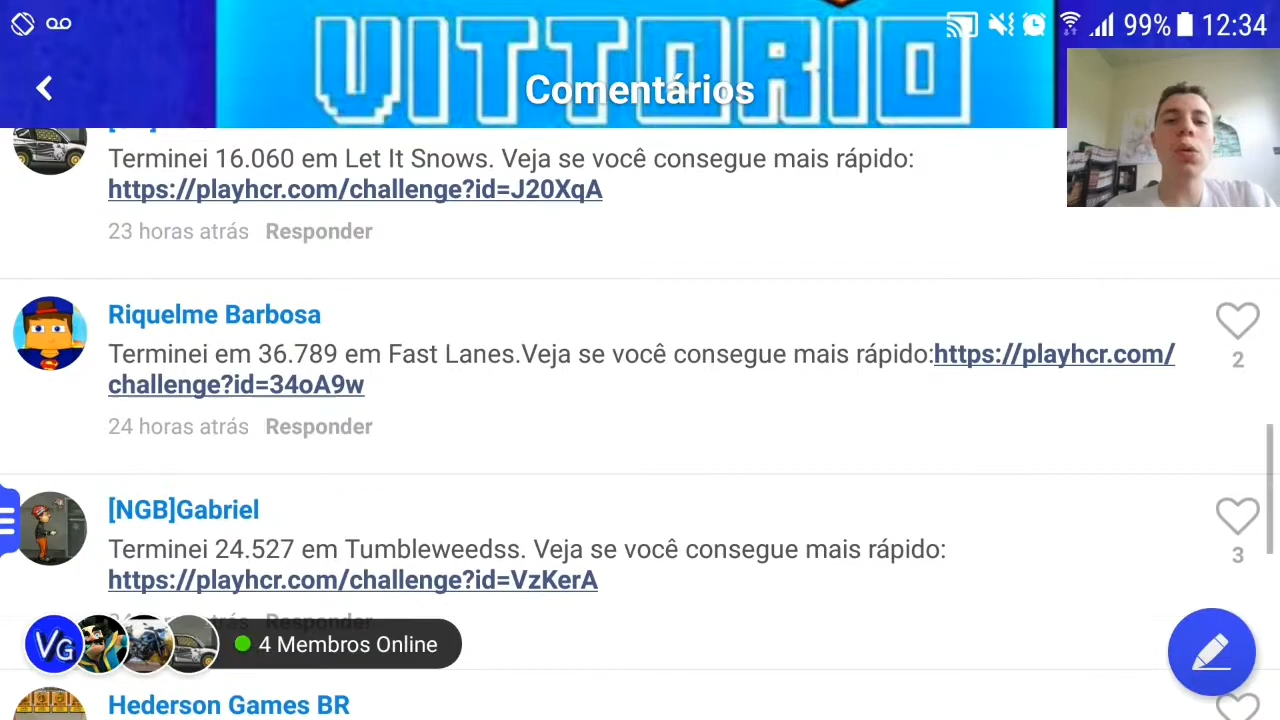 VITTORIO
99% 12:34
Comentários
Terminei 16.060 em Let It Snows. Veja se você consegue mais rápido:
https://playhcr.com/challenge?id=J20XqA
23 horas atrás Responder
Riquelme Barbosa
Terminei em 36.789 em Fast Lanes.Veja se você consegue mais rápido:https://playhcr.com/
challenge?id=34oA9w
2
24 horas atrás Responder
[NGB]Gabriel
Terminei 24.527 em Tumbleweedss. Veja se você consegue mais rápido:
https://playhcr.com/challenge?id=VzKerA
3
atrás Responder
VG 4 Membros Online
Hederson Games BR